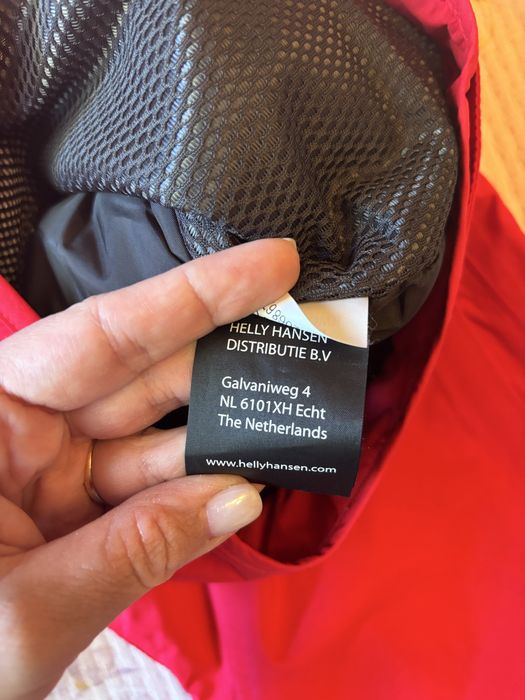 HELLY HANSEN
DISTRIBUTIE B.V
Galvaniweg 4
NL 6101XH Echt
The Netherlands
www.hellyhansen.com